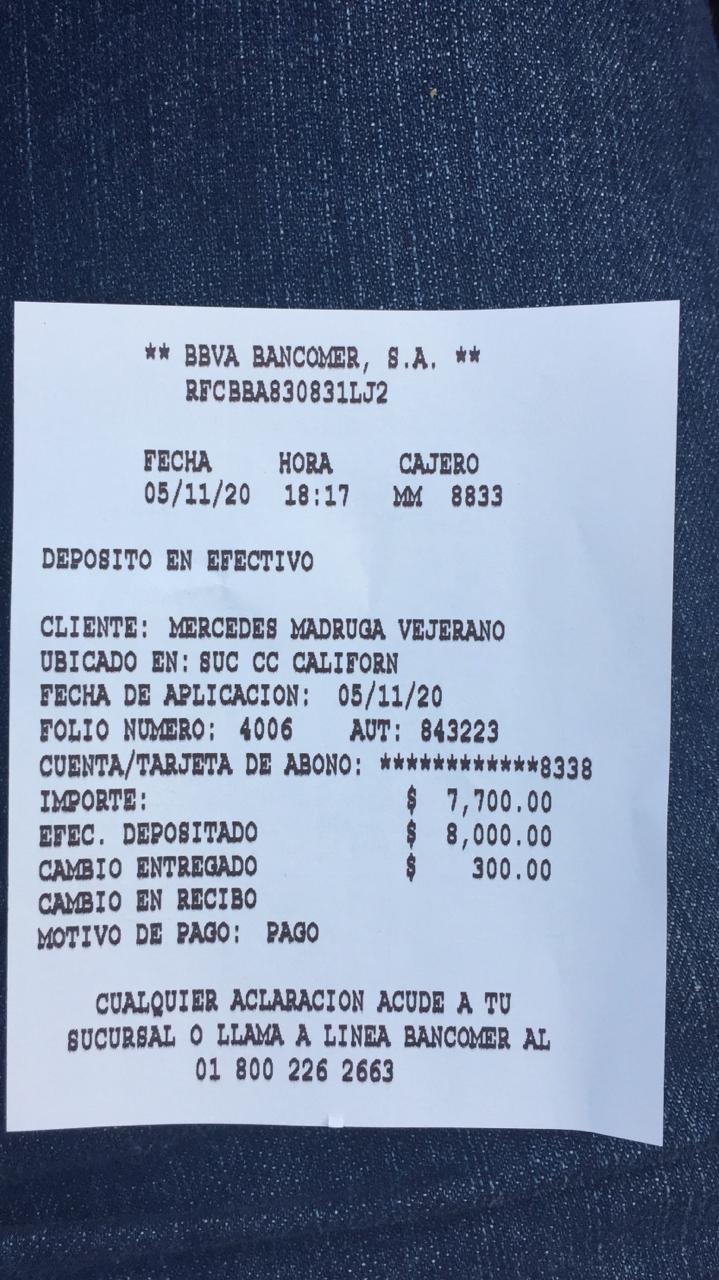 ** BBVA BANCOMER, S.A. **
RFCBBA830831LJ2
FECHA HORA CAJERO
05/11/20 18:17 MM 8833
DEPOSITO EN EFECTIVO
CLIENTE: MERCEDES MADRUGA VEJERANO
UBICADO EN: SUC CC CALIFORN
FECHA DE APLICACION: 05/11/20
FOLIO NUMERO: 4006 AUT: 843223
CUENTA/TARJETA DE ABONO: ************8338
IMPORTE: $ 7,700.00
EFEC. DEPOSITADO $ 8,000.00
CAMBIO ENTREGADO $ 300.00
CAMBIO EN RECIBO
MOTIVO DE PAGO: PAGO
CUALQUIER ACLARACION ACUDE A TU
SUCURSAL O LLAMA A LINEA BANCOMER AL
01 800 226 2663